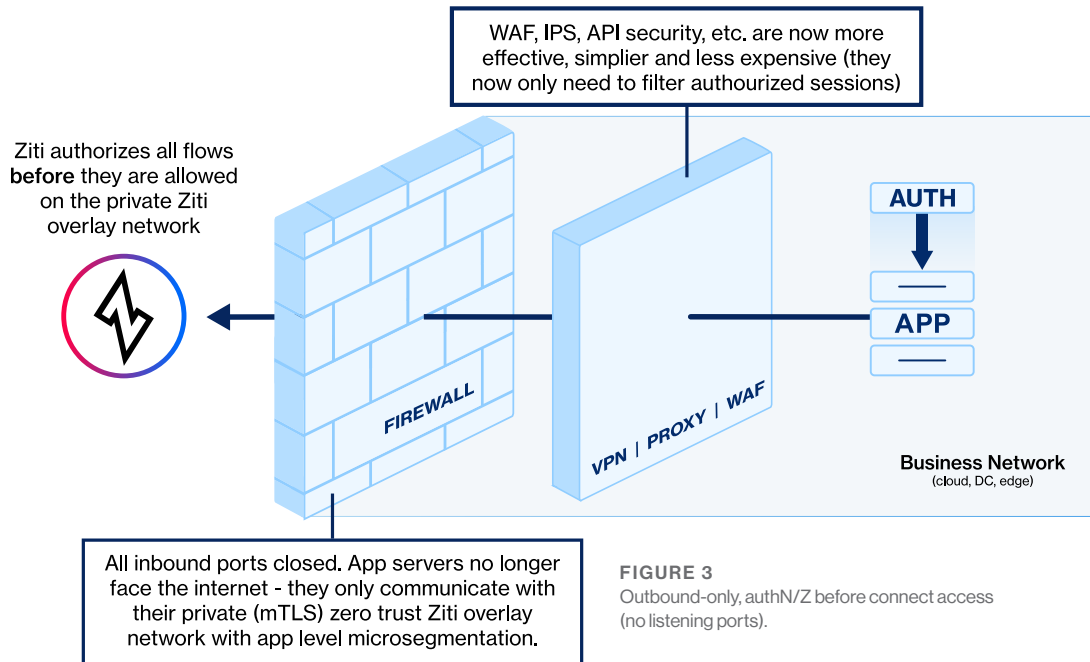 WAF, IPS, API security, etc. are now more
effective, simplier and less expensive (they
now only need to filter authourized sessions)
Ziti authorizes all flows
before they are allowed
on the private Ziti
overlay network
AUTH
APP
FIREWALL
VPN | PROXY | WAF
Business Network
(cloud, DC, edge)
All inbound ports closed. App servers no longer
face the internet - they only communicate with
their private (mTLS) zero trust Ziti overlay
network with app level microsegmentation.
FIGURE 3
Outbound-only, authN/Z before connect access
(no listening ports).